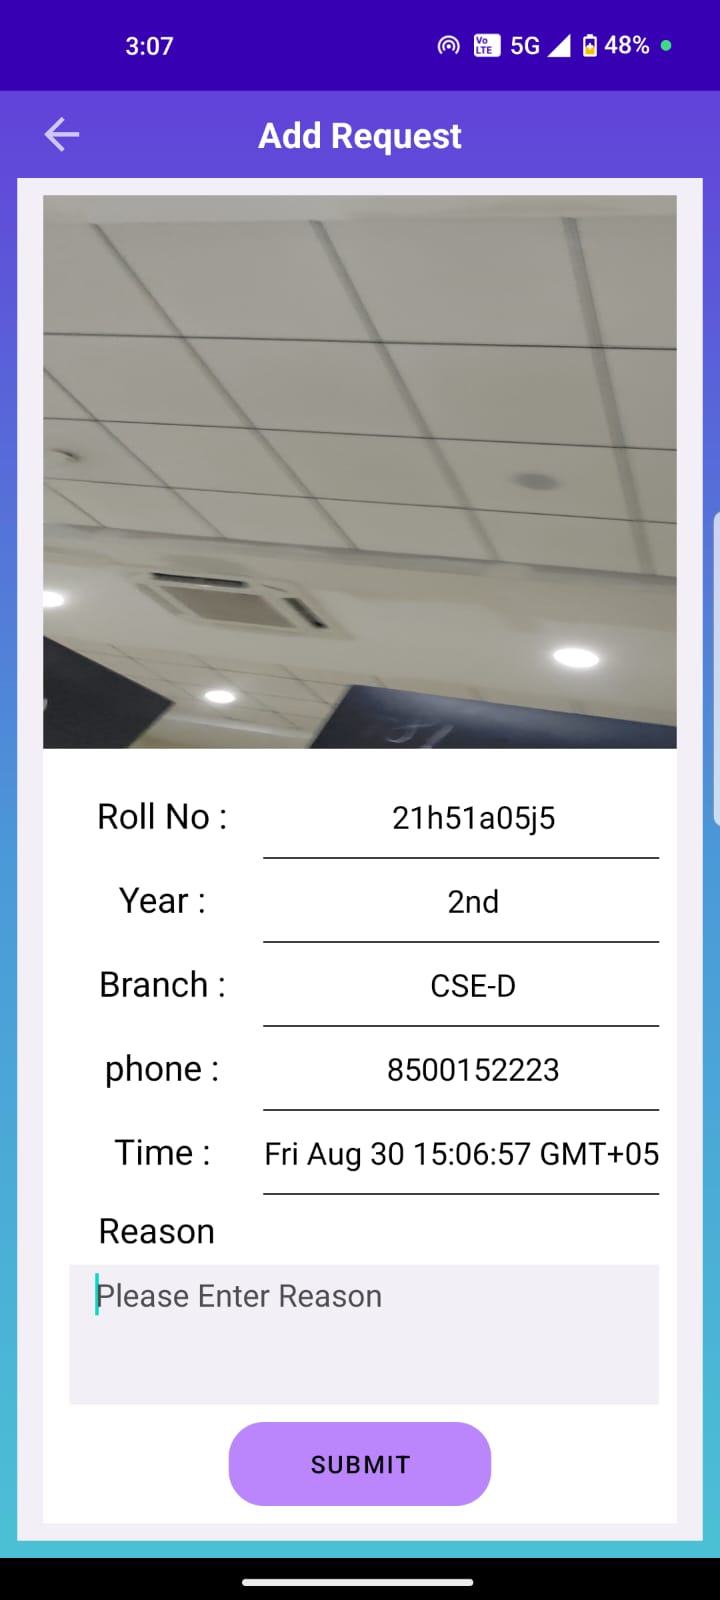 3:07 Vo LTE 5G 48%
Add Request
Roll No : 21h51a05j5
Year : 2nd
Branch : CSE-D
phone : 8500152223
Time : Fri Aug 30 15:06:57 GMT+05
Reason
Please Enter Reason
SUBMIT